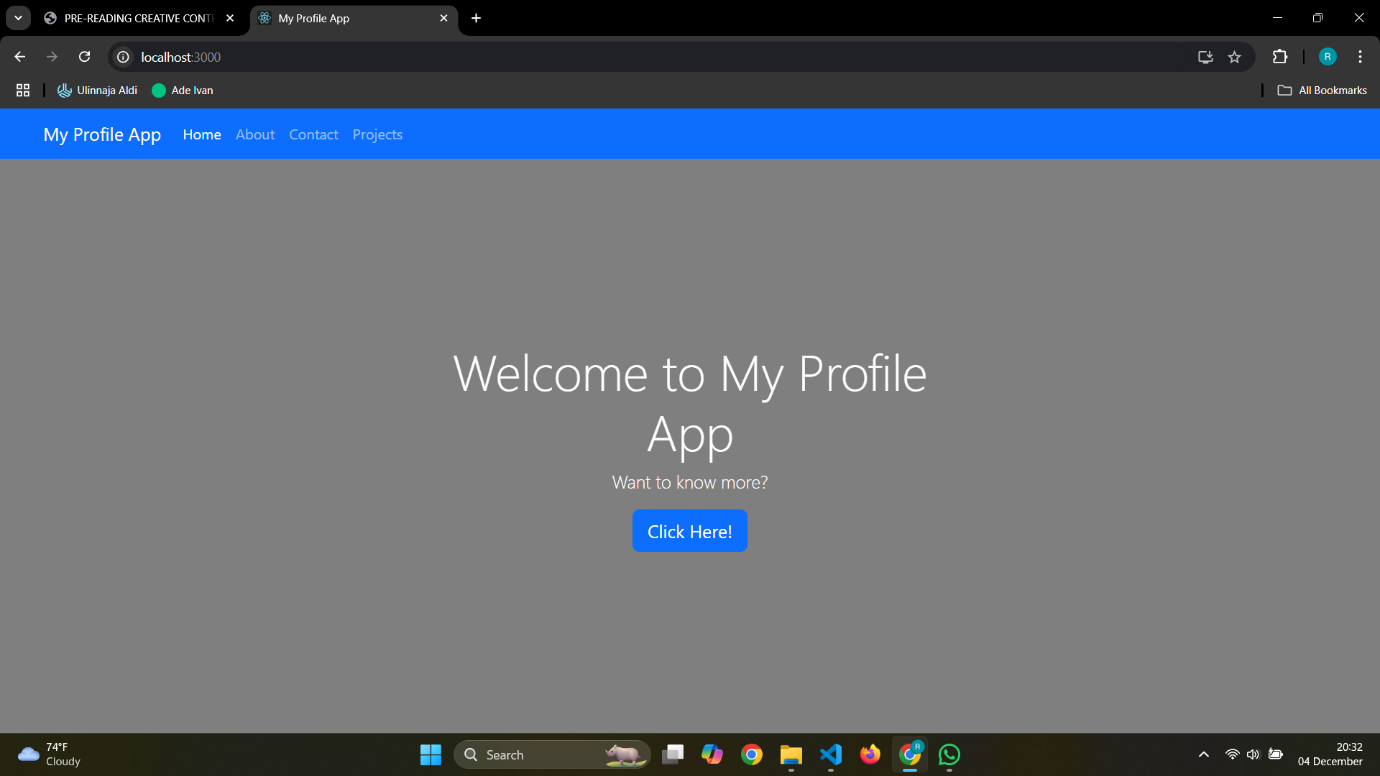 PRE-READING CREATIVE CONT
My Profile App
localhost:3000
R
Ulinnaja Aldi
Ade Ivan
All Bookmarks
My Profile App
Home
About
Contact
Projects
Welcome to My Profile
App
Want to know more?
Click Here!
74°F
Cloudy
Search
R
20:32
04 December